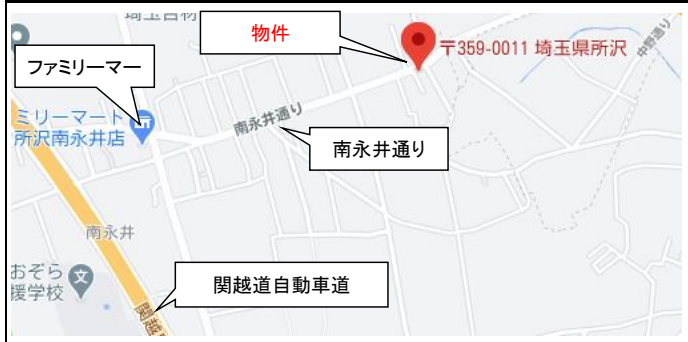 物件
〒359-0011 埼玉県所沢
中野通り
ファミリーマー
ミリーマート
所沢南永井店
南永井通り
南永井通り
南永井
おぞら
援学校
文
関越道自動車道
関越